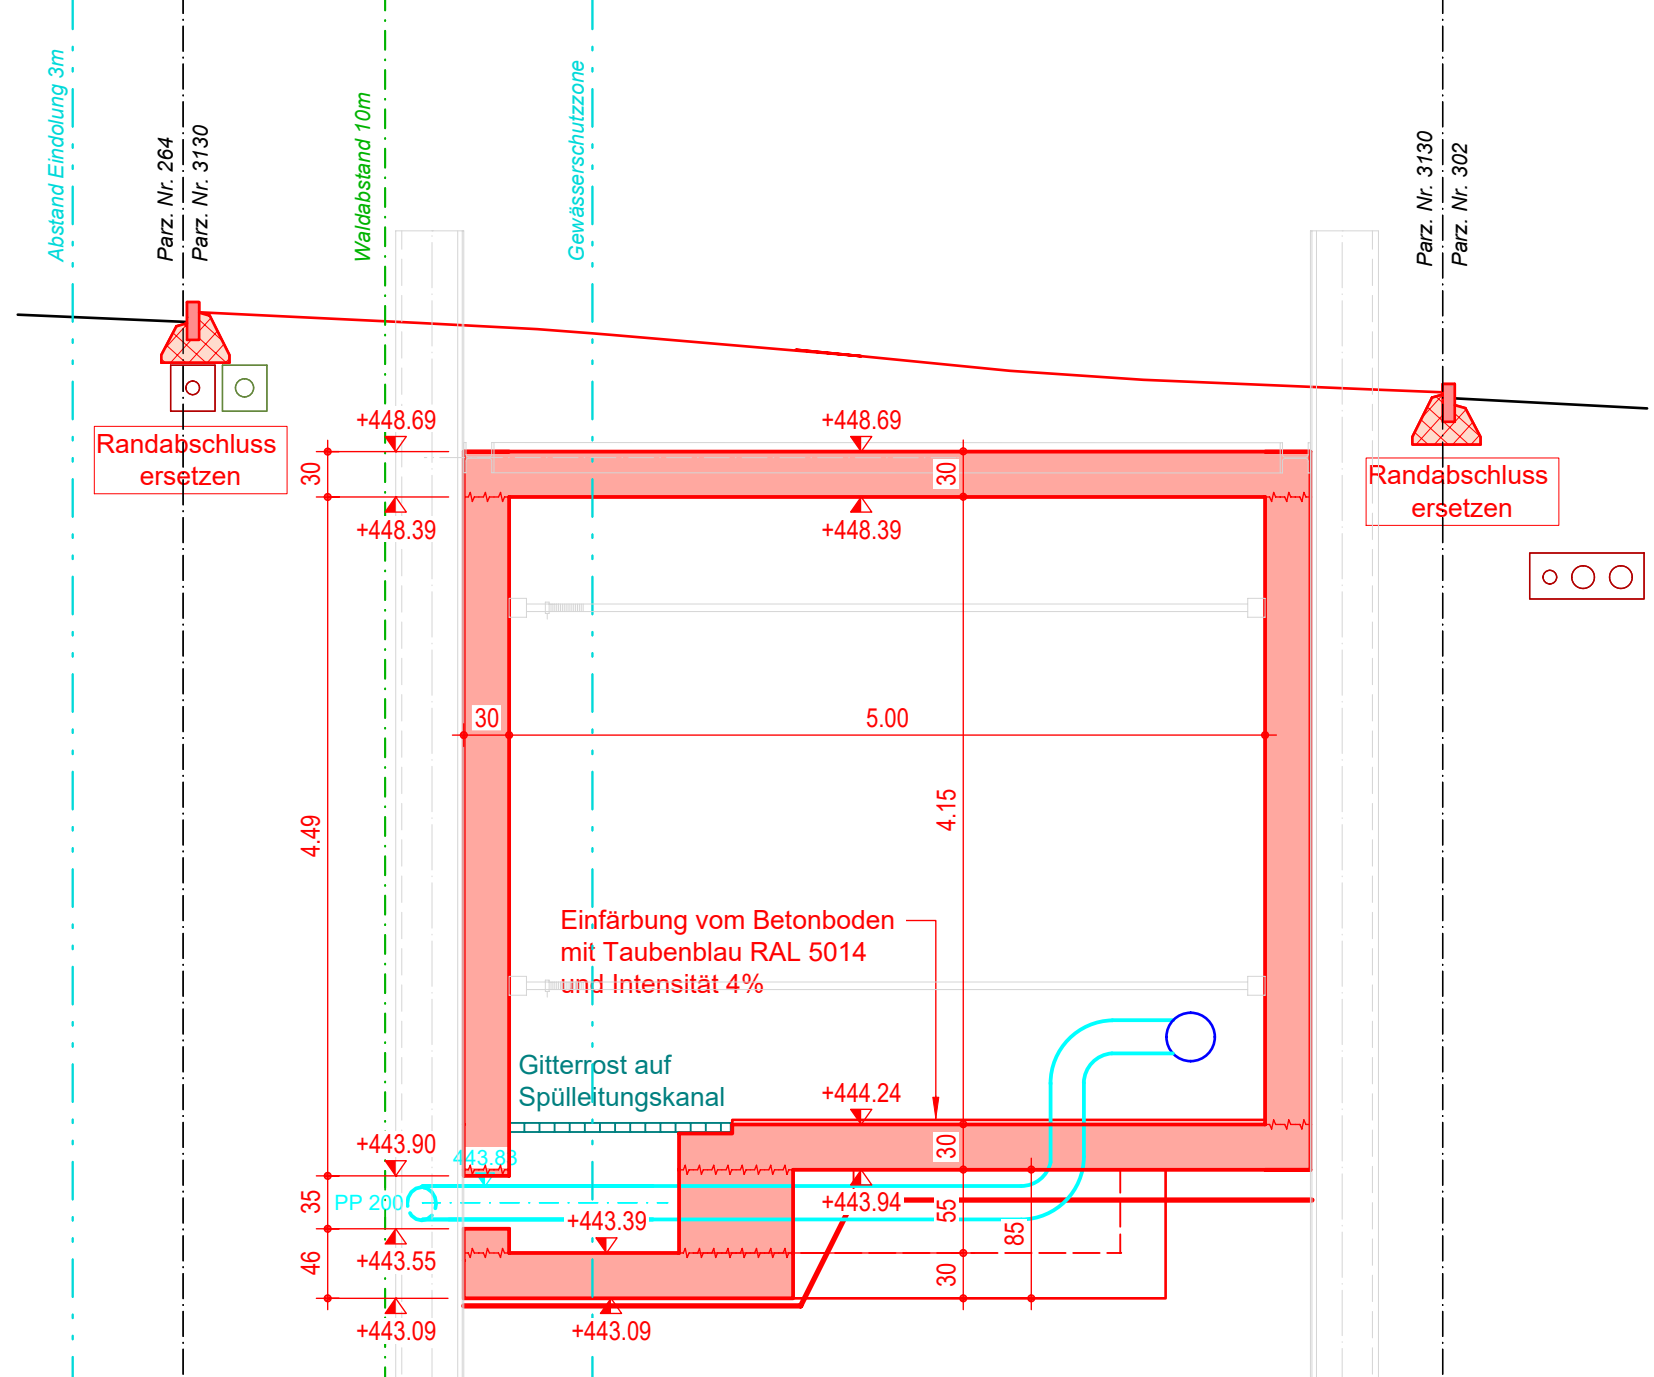 Abstand Eindolung 3m
Parz. Nr. 264
Parz. Nr. 3130
Waldabstand 10m
Gewässerschutzzone
Parz. Nr. 3130
Parz. Nr. 302
+448.69
+448.69
Randabschluss
ersetzen
30
30
Randabschluss
ersetzen
+448.39
+448.39
30
5.00
4.49
4.15
Einfärbung vom Betonboden
mit Taubenblau RAL 5014
und Intensität 4%
Gitterrost auf
Spülleitungskanal
+444.24
+443.90
443.83
30
35
PP 200
+443.94
55
+443.39
85
46
+443.55
30
+443.09
+443.09